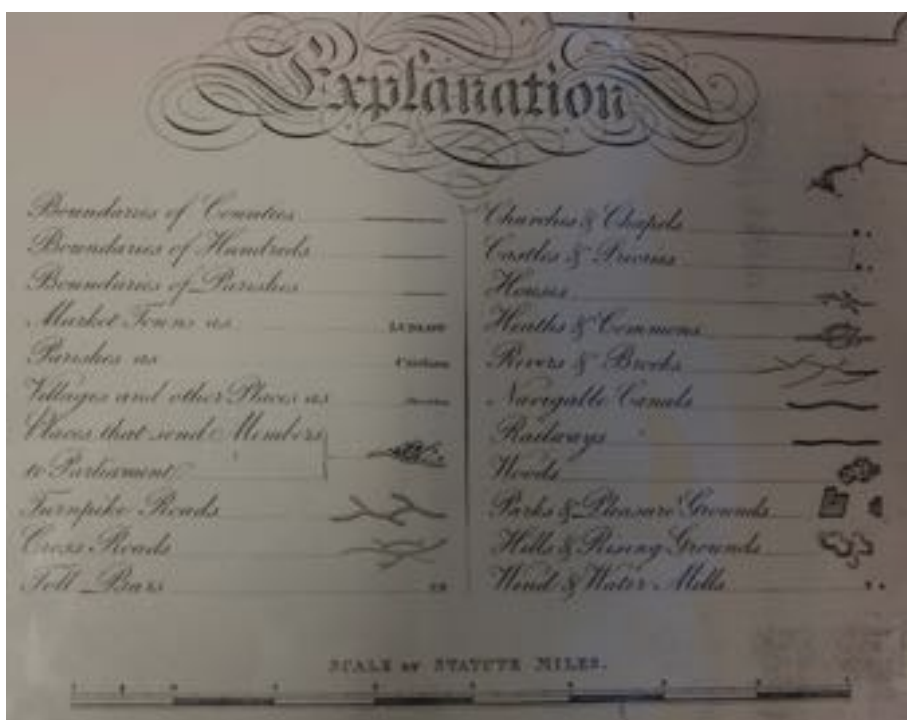 Explanation
Boundaries of Counties
Boundaries of Hundreds
Boundaries of Parishes
Market Towns as LUDLOW
Parishes as
Villages and other Places as
Places that send Members
to Parliament
Turnpike Roads
Cross Roads
Toll Bars
Churches & Chapels
Castles & Priories
Houses
Heaths & Commons
Rivers & Brooks
Navigable Canals
Railways
Woods
Parks & Pleasure Grounds
Hills & Rising Grounds
Wind & Water Mills
SCALE OF STATUTE MILES.